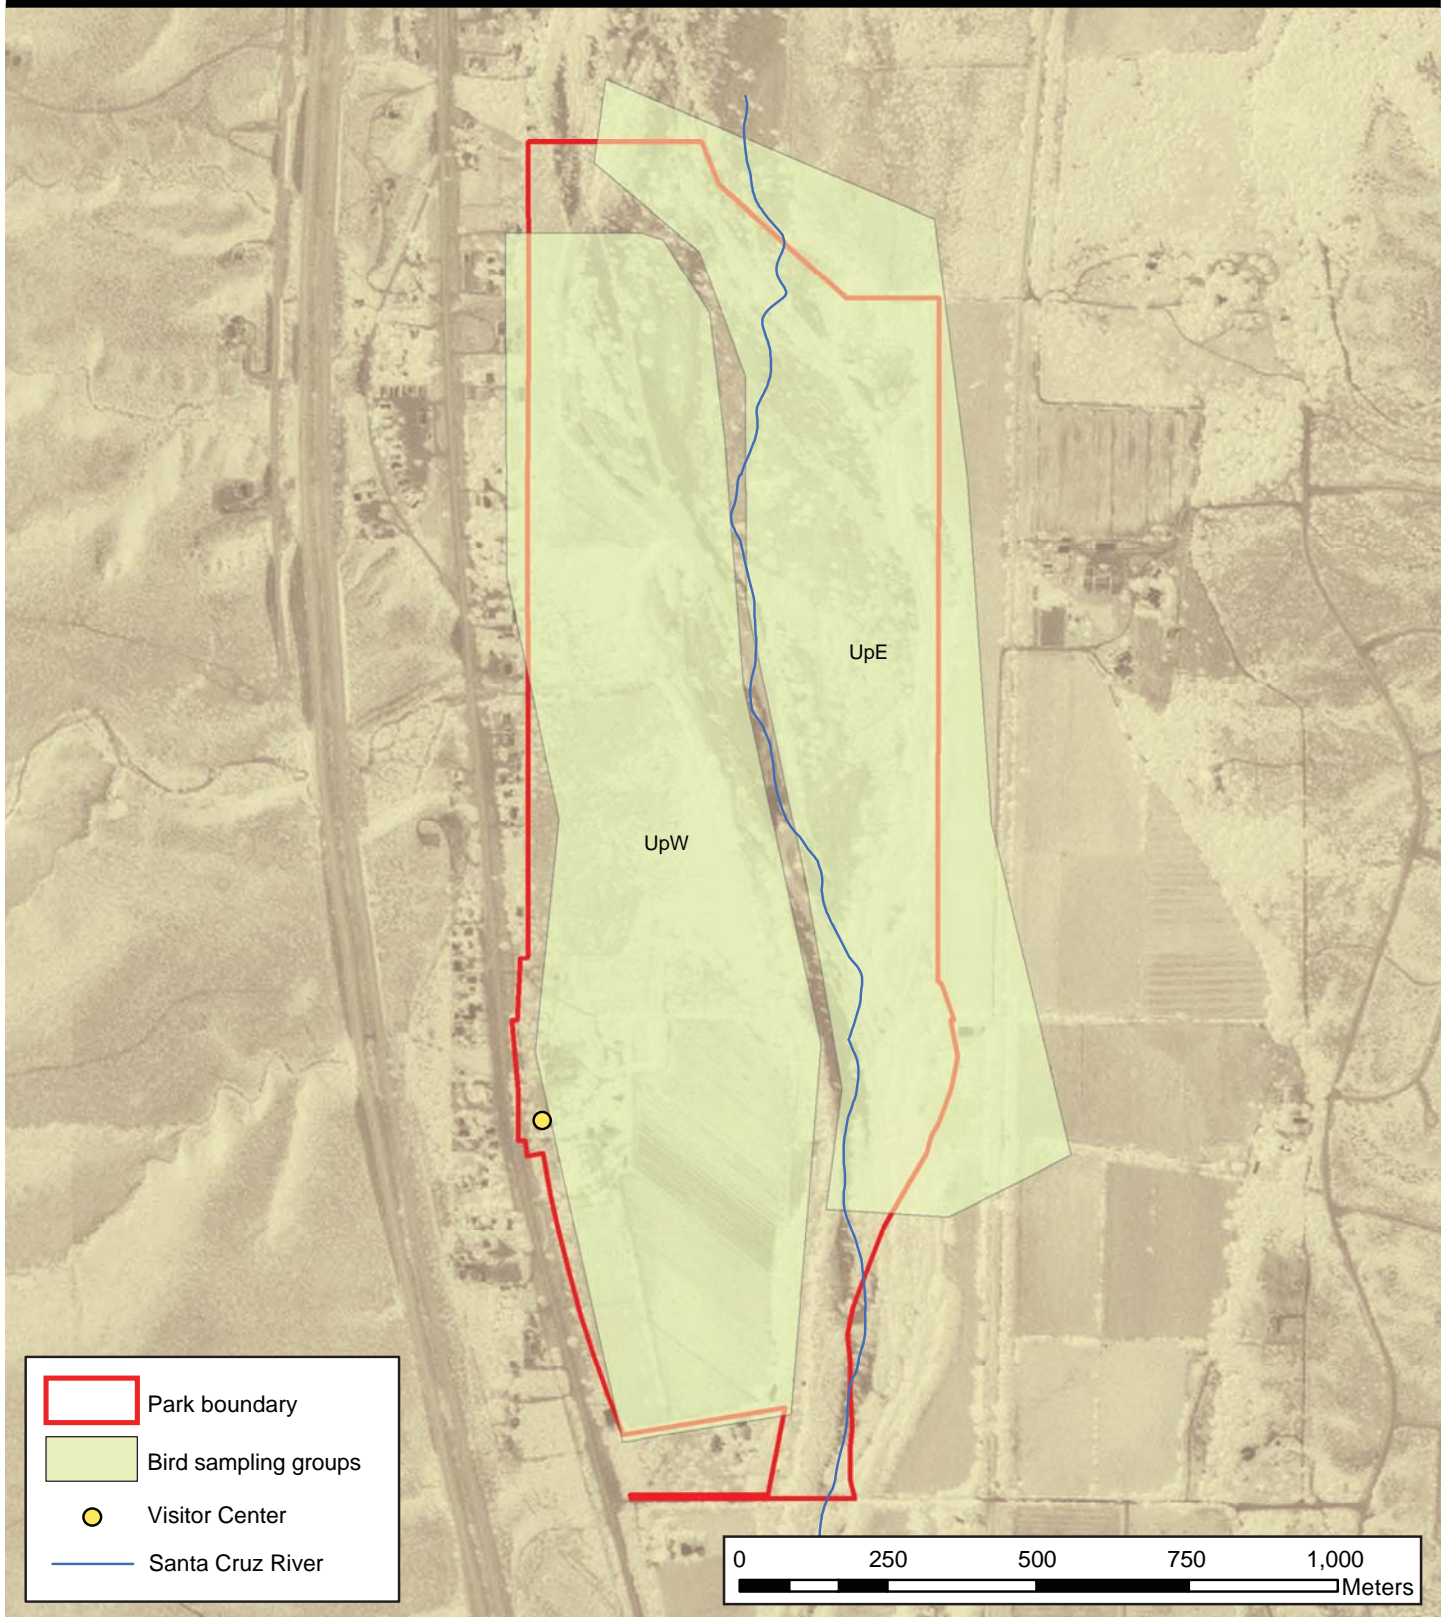 UpE
UpW
Park boundary
Bird sampling groups
Visitor Center
Santa Cruz River
0 250 500 750 1,000
Meters